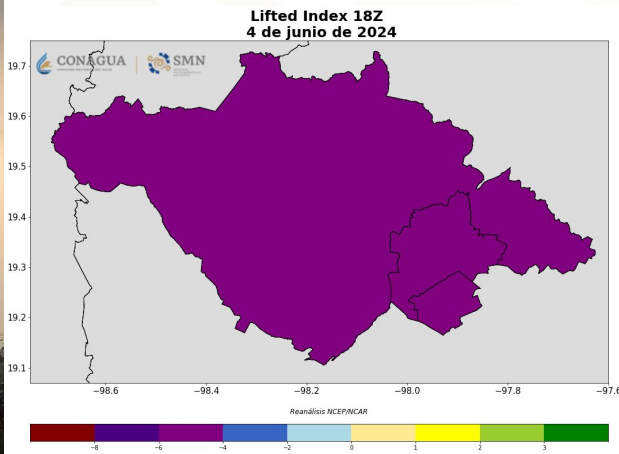 Lifted Index 18Z
4 de junio de 2024
CONAGUA
SMN
19.7
19.6
19.5
19.4
19.3
19.2
19.1
−98.6 −98.4 −98.2 −98.0 −97.8 −97.6
Reanálisis NCEP/NCAR
−8 −6 −4 −2 0 1 2 3